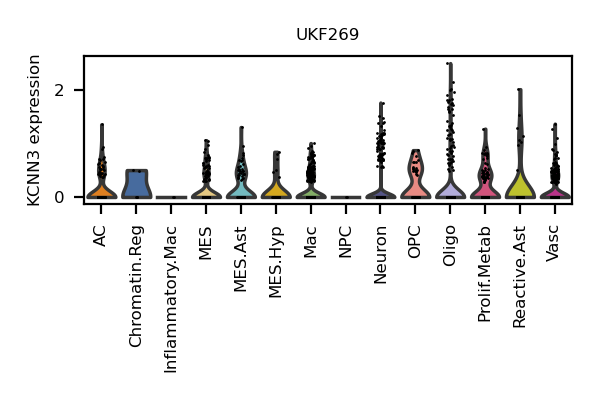 UKF269
KCNN3 expression
2
0
AC
Chromatin.Reg
Inflammatory.Mac
MES
MES.Ast
MES.Hyp
Mac
NPC
Neuron
OPC
Oligo
Prolif.Metab
Reactive.Ast
Vasc